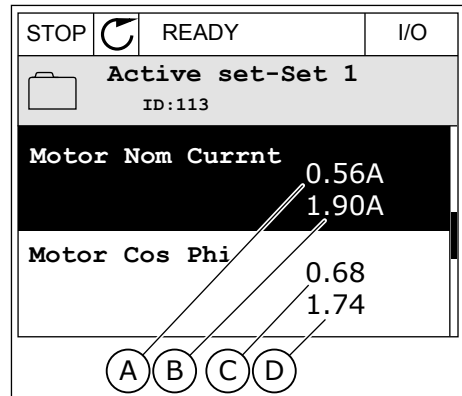 STOP READY I/O
Active set-Set 1
ID:113
Motor Nom Currnt
0.56A
1.90A
Motor Cos Phi
0.68
1.74
A B C D